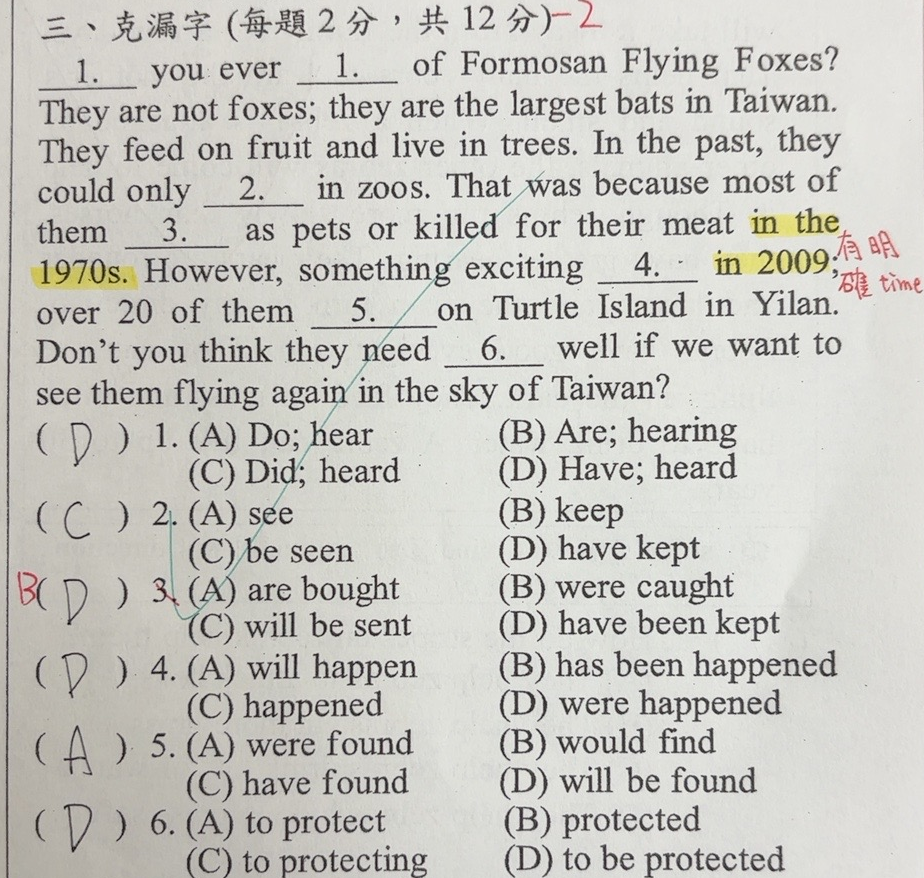 三、克漏字 (每題 2 分，共 12 分) -2
1. you ever 1. of Formosan Flying Foxes?
They are not foxes; they are the largest bats in Taiwan.
They feed on fruit and live in trees. In the past, they
could only 2. in zoos. That was because most of
them 3. as pets or killed for their meat in the
1970s. However, something exciting 4. in 2009;
有明
確 time
over 20 of them 5. on Turtle Island in Yilan.
Don't you think they need 6. well if we want to
see them flying again in the sky of Taiwan?
( D ) 1. (A) Do; hear (B) Are; hearing
(C) Did; heard (D) Have; heard
( C ) 2. (A) see (B) keep
(C) be seen (D) have kept
B( D ) 3. (A) are bought (B) were caught
(C) will be sent (D) have been kept
( D ) 4. (A) will happen (B) has been happened
(C) happened (D) were happened
( A ) 5. (A) were found (B) would find
(C) have found (D) will be found
( D ) 6. (A) to protect (B) protected
(C) to protecting (D) to be protected